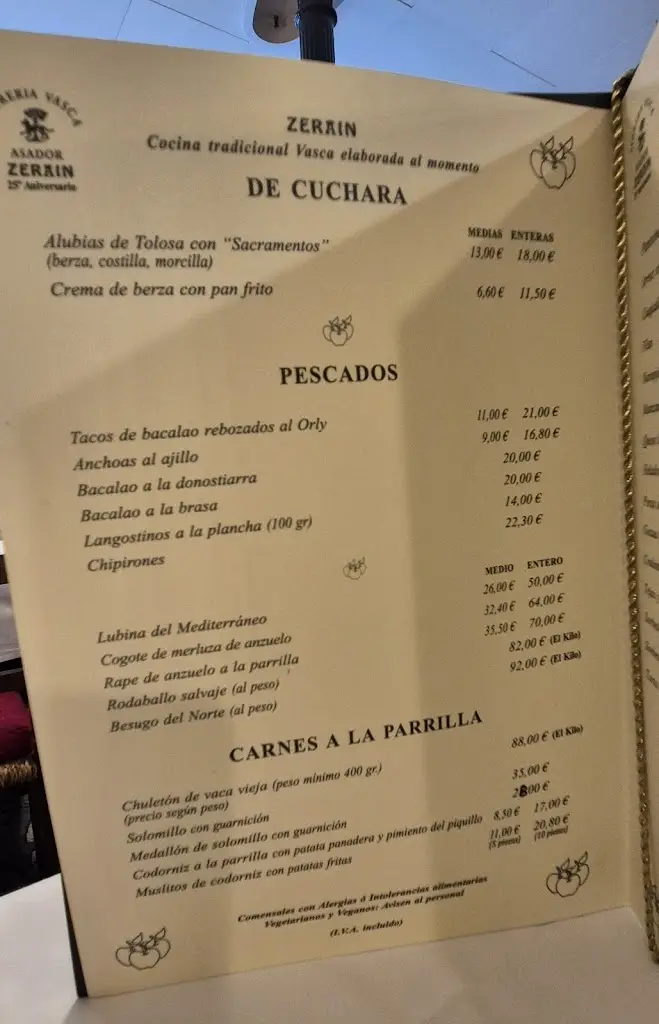 RERIA VASCA
ASADOR
ZERAIN
25º Aniversario
ZERAIN
Cocina tradicional Vasca elaborada al momento
DE CUCHARA
MEDIAS ENTERAS
Alubias de Tolosa con "Sacramentos" 13,00 € 18,00 €
(berza, costilla, morcilla)
Crema de berza con pan frito 6,60 € 11,50 €
PESCADOS
Tacos de bacalao rebozados al Orly 11,00 € 21,00 €
Anchoas al ajillo 9,00 € 16,80 €
Bacalao a la donostiarra 20,00 €
Bacalao a la brasa 20,00 €
Langostinos a la plancha (100 gr) 14,00 €
Chipirones 22,30 €
MEDIO ENTERO
Lubina del Mediterráneo 26,00 € 50,00 €
Cogote de merluza de anzuelo 32,40 € 64,00 €
Rape de anzuelo a la parrilla 35,50 € 70,00 €
Rodaballo salvaje (al peso) 82,00 € (El Kilo)
Besugo del Norte (al peso) 92,00 € (El Kilo)
CARNES A LA PARRILLA
Chuletón de vaca vieja (peso mínimo 400 gr.) 88,00 € (El Kilo)
(precio según peso)
Solomillo con guarnición 35,00 €
Medallón de solomillo con guarnición
Codorniz a la parrilla con patata panadera y pimiento del piquillo 8,50 € 17,00 €
Muslitos de codorniz con patatas fritas 11,00 € 20,80 €
(5 piezas) (10 piezas)
Comensales con Alergias ó Intolerancias alimentarias
Vegetarianos y Veganos: Avisen al personal
(I.V.A. incluido)